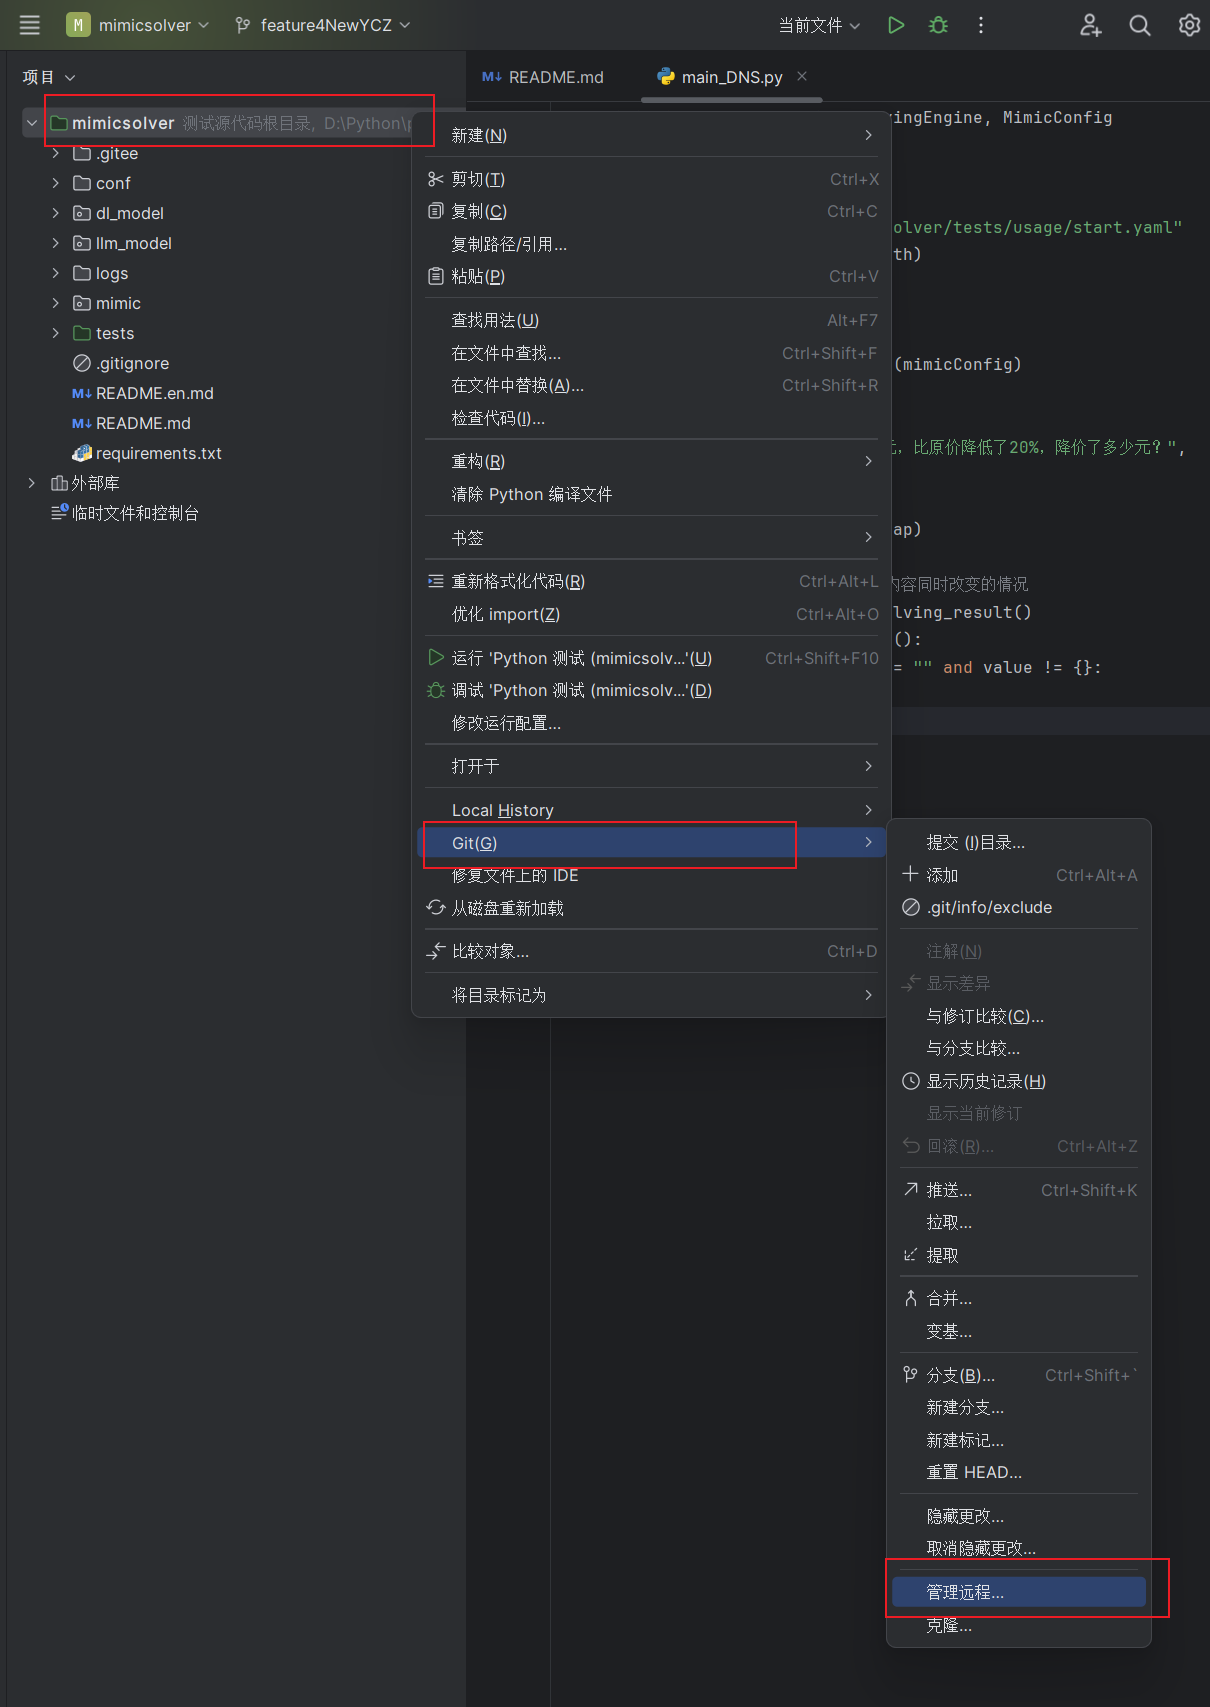 M mimicsolver
feature4NewYCZ
当前文件
项目
mimicsolver 测试源代码根目录, D:\Python\
.gitee
conf
dl_model
llm_model
logs
mimic
tests
.gitignore
M↓ README.en.md
M↓ README.md
requirements.txt
外部库
临时文件和控制台
M↓ README.md
main_DNS.py
ingEngine, MimicConfig
olver/tests/usage/start.yaml"
th)
(mimicConfig)
, 比原价降低了20%, 降价了多少元? ",
ap)
容同时改变的情况
lving_result()
():
= "" and value != {}:
新建(N)
剪切(T) Ctrl+X
复制(C) Ctrl+C
复制路径/引用...
粘贴(P) Ctrl+V
查找用法(U) Alt+F7
在文件中查找... Ctrl+Shift+F
在文件中替换(A)... Ctrl+Shift+R
检查代码(I)...
重构(R)
清除 Python 编译文件
书签
重新格式化代码(R) Ctrl+Alt+L
优化 import(Z) Ctrl+Alt+O
运行 'Python 测试 (mimicsolv...'(U) Ctrl+Shift+F10
调试 'Python 测试 (mimicsolv...'(D)
修改运行配置...
打开于
Local History
Git(G)
修复文件上的 IDE
从磁盘重新加载
比较对象... Ctrl+D
将目录标记为
提交 (I)目录...
添加 Ctrl+Alt+A
.git/info/exclude
注解(N)
显示差异
与修订比较(C)...
与分支比较...
显示历史记录(H)
显示当前修订
回滚(R)... Ctrl+Alt+Z
推送... Ctrl+Shift+K
拉取...
提取
合并...
变基...
分支(B)... Ctrl+Shift+`
新建分支...
新建标记...
重置 HEAD...
隐藏更改...
取消隐藏更改...
管理远程...
克隆...